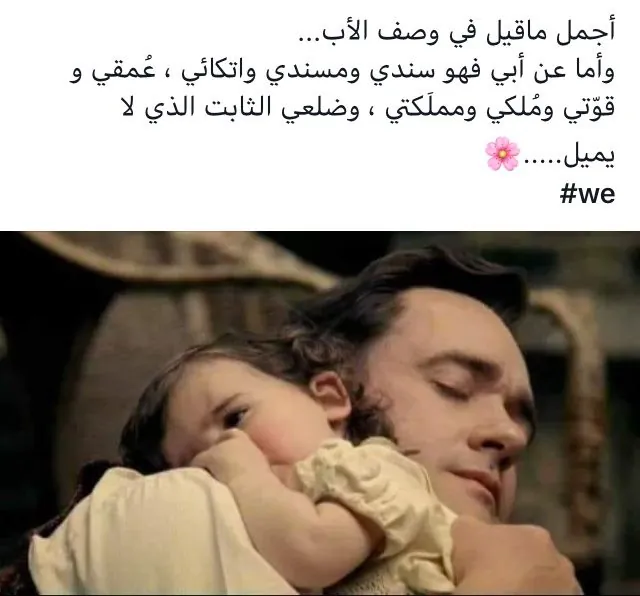 أجمل ماقيل في وصف الأب...
وأما عن أبي فهو سندي ومسندي واتكائي ، عُمقي و
قوّتي ومُلكي ومملَكتي ، وضلعي الثابت الذي لا
يميل.....🌸
#we